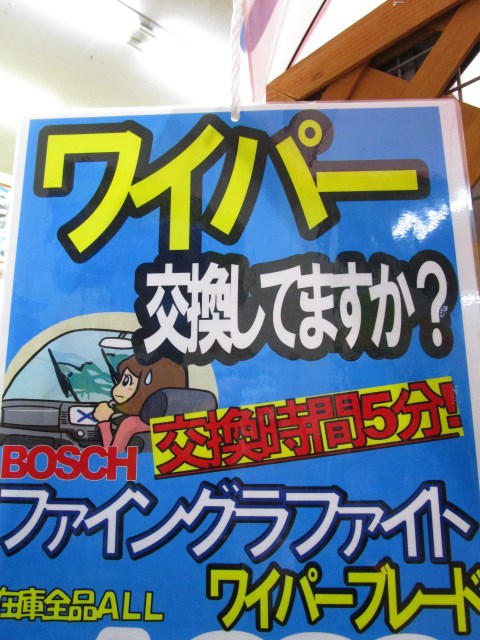 ワイパー
交換してますか?
交換時間5分!
BOSCH
ファイングラファイト
ワイパーブレード
在庫全品ALL